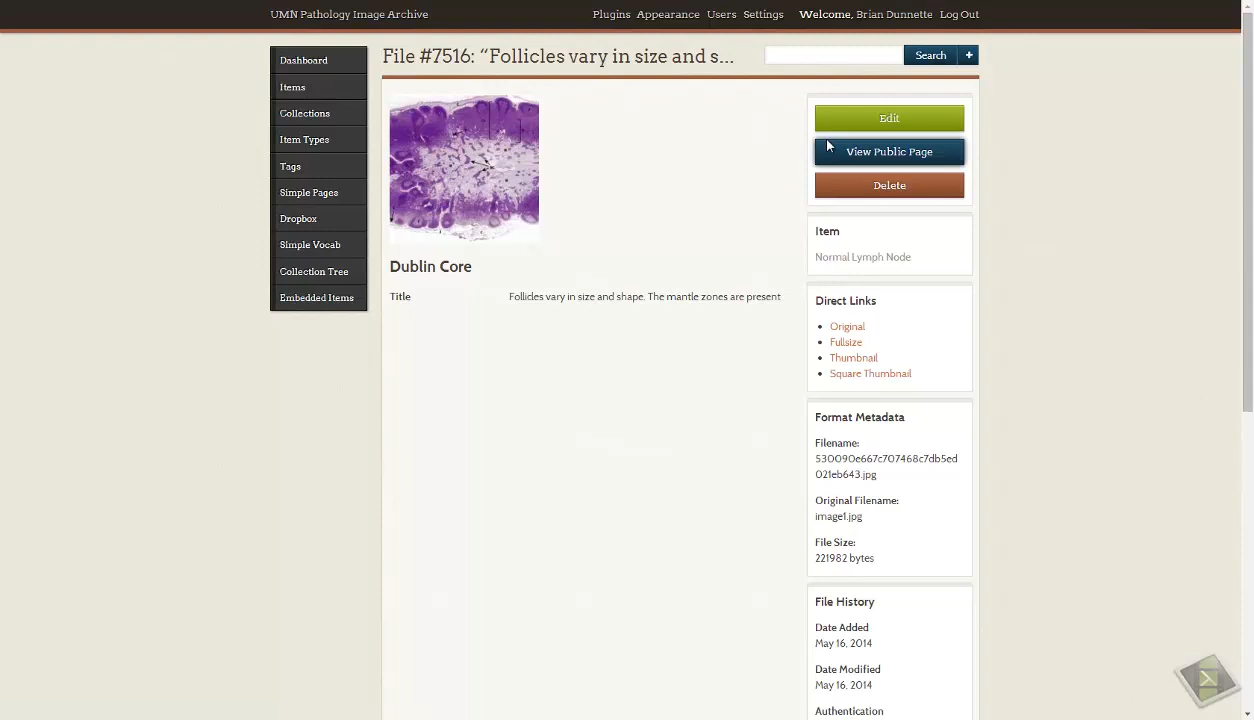 UMN Pathology Image Archive
Plugins Appearance Users Settings Welcome, Brian Dunnette Log Out
Dashboard
Items
Collections
Item Types
Tags
Simple Pages
Dropbox
Simple Vocab
Collection Tree
Embedded Items
File #7516: “Follicles vary in size and s...
Search +
Dublin Core
Title Follicles vary in size and shape. The mantle zones are present
Edit
View Public Page
Delete
Item
Normal Lymph Node
Direct Links
Original
Fullsize
Thumbnail
Square Thumbnail
Format Metadata
Filename:
530090e667c707468c7db5ed
021eb643.jpg
Original Filename:
image1.jpg
File Size:
221982 bytes
File History
Date Added
May 16, 2014
Date Modified
May 16, 2014
Authentication